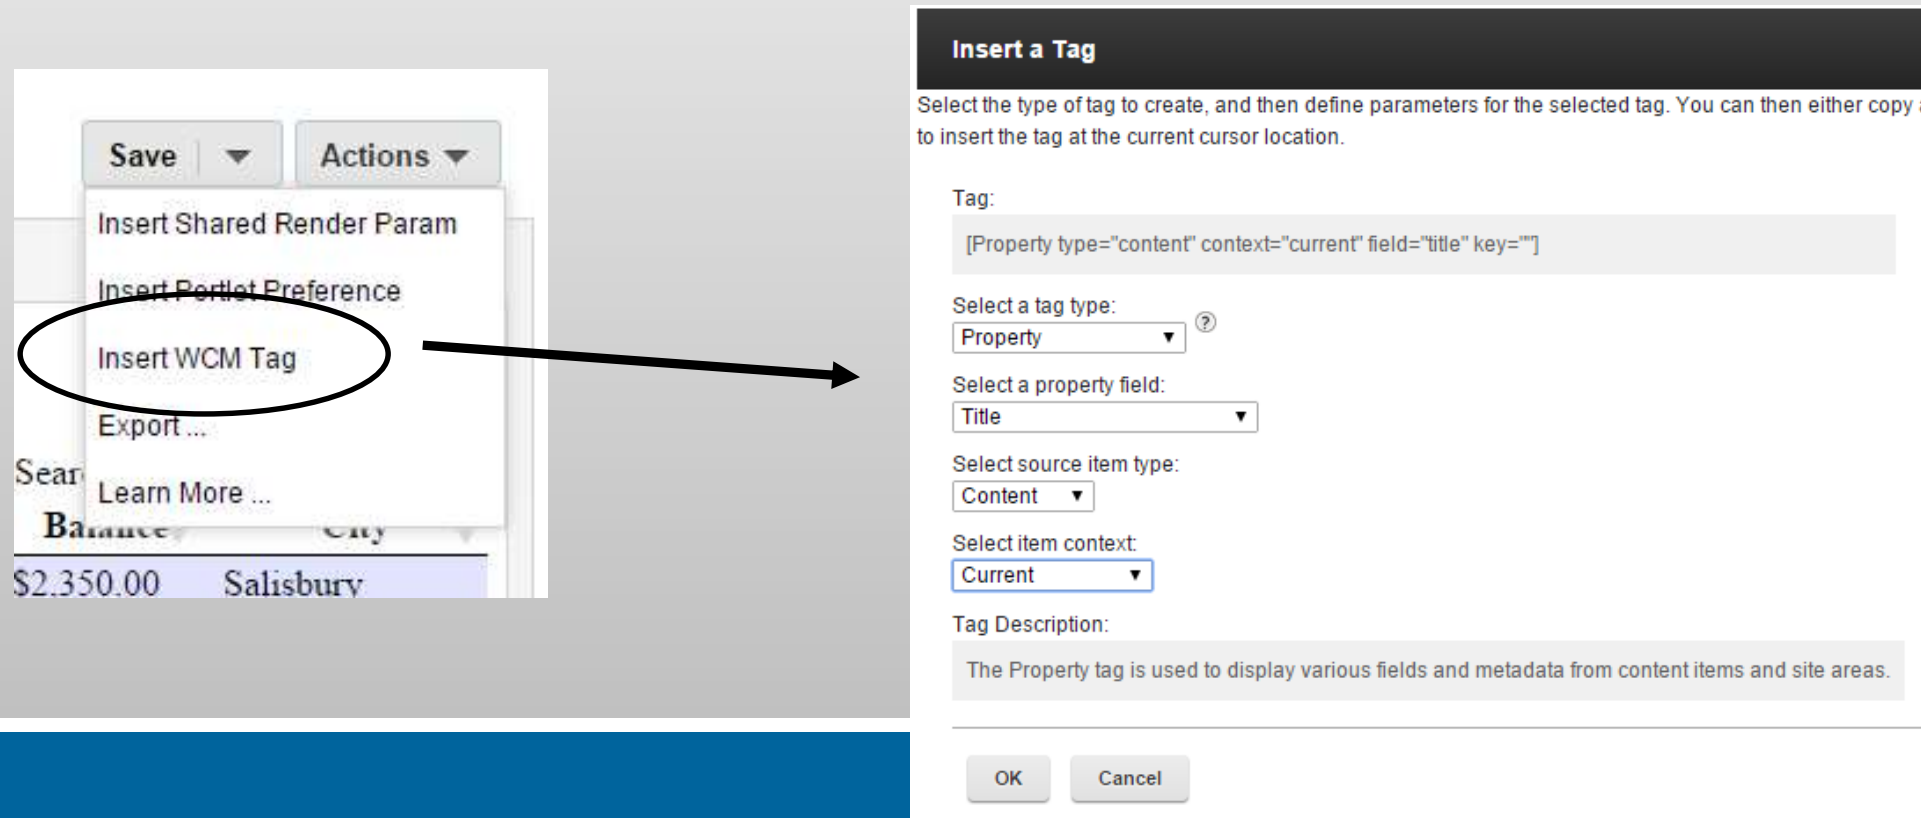 Save
Actions
Insert Shared Render Param
Insert Portlet Preference
Insert WCM Tag
Export ...
Learn More ...
Sear
Balance
City
$2,350.00
Salisbury
Insert a Tag
Select the type of tag to create, and then define parameters for the selected tag. You can then either copy
to insert the tag at the current cursor location.
Tag:
[Property type="content" context="current" field="title" key=""]
Select a tag type:
Property
?
Select a property field:
Title
Select source item type:
Content
Select item context:
Current
Tag Description:
The Property tag is used to display various fields and metadata from content items and site areas.
OK
Cancel